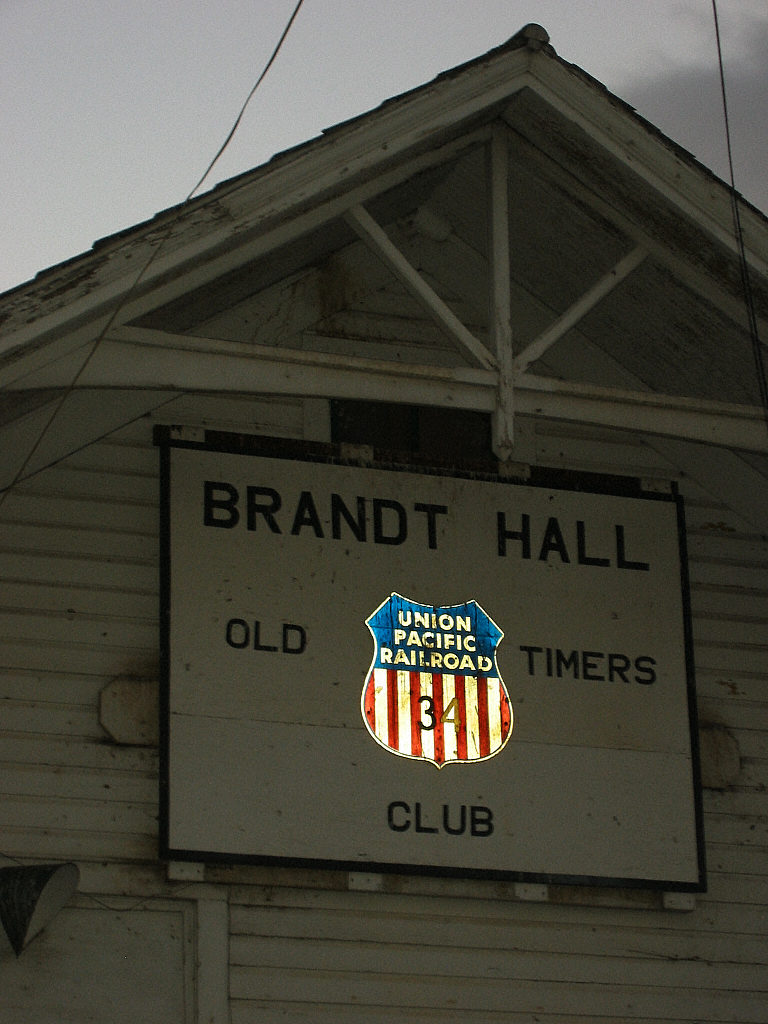 BRANDT HALL
OLD TIMERS
UNION
PACIFIC
RAILROAD
34
CLUB